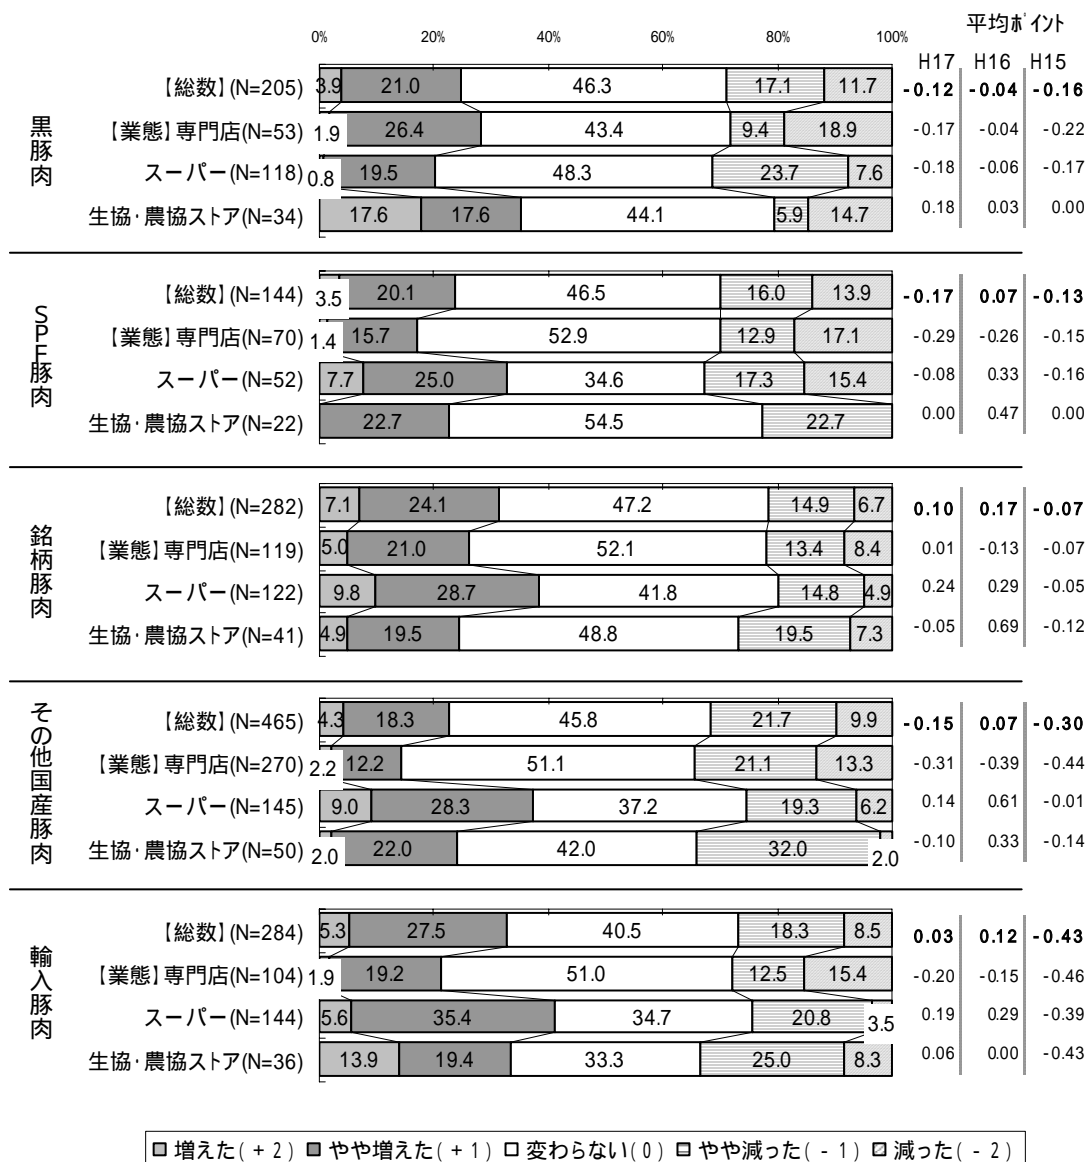 平均ポイント
0% 20% 40% 60% 80% 100%
H17 H16 H15
黒豚肉
【総数】(N=205) 3.9 21.0 46.3 17.1 11.7 -0.12 -0.04 -0.16
【業態】専門店(N=53) 1.9 26.4 43.4 9.4 18.9 -0.17 -0.04 -0.22
スーパー(N=118) 0.8 19.5 48.3 23.7 7.6 -0.18 -0.06 -0.17
生協・農協ストア(N=34) 17.6 17.6 44.1 5.9 14.7 0.18 0.03 0.00
SPF豚肉
【総数】(N=144) 3.5 20.1 46.5 16.0 13.9 -0.17 0.07 -0.13
【業態】専門店(N=70) 1.4 15.7 52.9 12.9 17.1 -0.29 -0.26 -0.15
スーパー(N=52) 7.7 25.0 34.6 17.3 15.4 -0.08 0.33 -0.16
生協・農協ストア(N=22) 22.7 54.5 22.7 0.00 0.47 0.00
銘柄豚肉
【総数】(N=282) 7.1 24.1 47.2 14.9 6.7 0.10 0.17 -0.07
【業態】専門店(N=119) 5.0 21.0 52.1 13.4 8.4 0.01 -0.13 -0.07
スーパー(N=122) 9.8 28.7 41.8 14.8 4.9 0.24 0.29 -0.05
生協・農協ストア(N=41) 4.9 19.5 48.8 19.5 7.3 -0.05 0.69 -0.12
その他国産豚肉
【総数】(N=465) 4.3 18.3 45.8 21.7 9.9 -0.15 0.07 -0.30
【業態】専門店(N=270) 2.2 12.2 51.1 21.1 13.3 -0.31 -0.39 -0.44
スーパー(N=145) 9.0 28.3 37.2 19.3 6.2 0.14 0.61 -0.01
生協・農協ストア(N=50) 2.0 22.0 42.0 32.0 2.0 -0.10 0.33 -0.14
輸入豚肉
【総数】(N=284) 5.3 27.5 40.5 18.3 8.5 0.03 0.12 -0.43
【業態】専門店(N=104) 1.9 19.2 51.0 12.5 15.4 -0.20 -0.15 -0.46
スーパー(N=144) 5.6 35.4 34.7 20.8 3.5 0.19 0.29 -0.39
生協・農協ストア(N=36) 13.9 19.4 33.3 25.0 8.3 0.06 0.00 -0.43
増えた(+2) やや増えた(+1) 変わらない(0) やや減った(-1) 減った(-2)